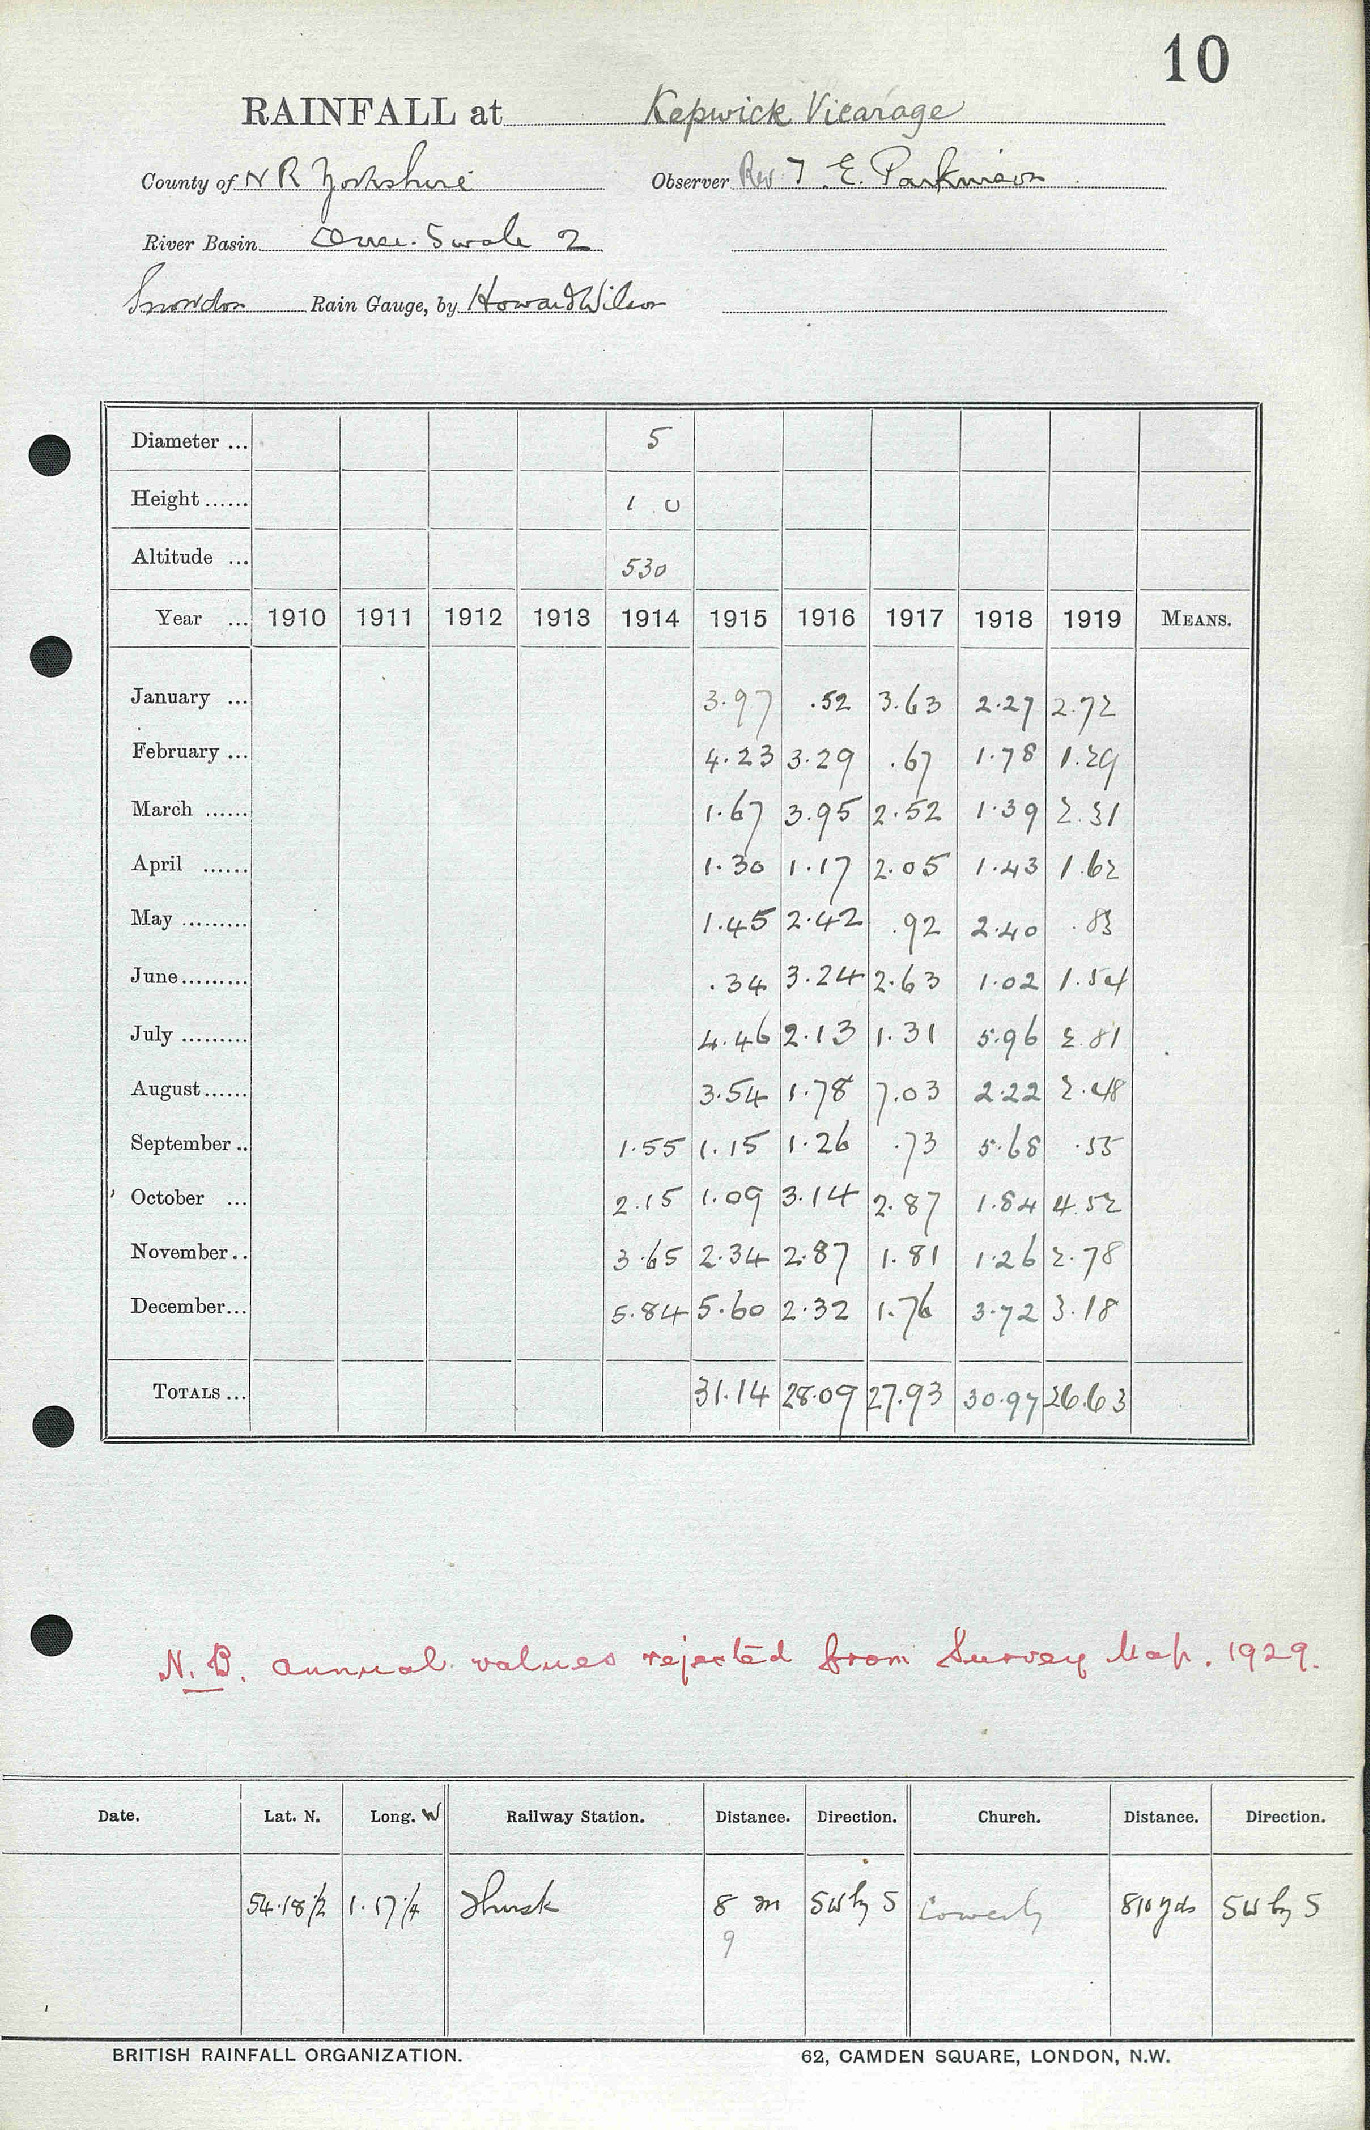 10
RAINFALL at Kepwick Vicarage
County of N R Yorkshire Observer Rev. T. E. Parkinson
River Basin Ouse. Swale 2
Snowdon Rain Gauge, by Howard Wilson
Diameter ... 5
Height ...... 1 . 0
Altitude ... 530
Year ... 1910 1911 1912 1913 1914 1915 1916 1917 1918 1919 MEANS.
January ... 3.97 .52 3.63 2.27 2.72
February ... 4.23 3.29 .67 1.78 1.29
March ...... 1.67 3.95 2.52 1.39 2.31
April ...... 1.30 1.17 2.05 1.43 1.62
May ......... 1.45 2.42 .92 2.40 .83
June ......... .34 3.24 2.63 1.02 1.54
July ......... 4.46 2.13 1.31 5.96 2.81
August ...... 3.54 1.78 7.03 2.22 2.48
September .. 1.55 1.15 1.26 .73 5.68 .55
October ... 2.15 1.09 3.14 2.87 1.84 4.52
November .. 3.65 2.34 2.87 1.81 1.26 2.78
December ... 5.84 5.60 2.32 1.76 3.72 3.18
TOTALS ... 31.14 28.09 27.93 30.97 26.63
N.B. annual values rejected from Survey Map. 1929.
Date. Lat. N. Long. W Railway Station. Distance. Direction. Church. Distance. Direction.
54.18½ 1.17¼ Thirsk 8 m SW by S Cowesby 810 yds SW by S
9
BRITISH RAINFALL ORGANIZATION. 62, CAMDEN SQUARE, LONDON, N.W.